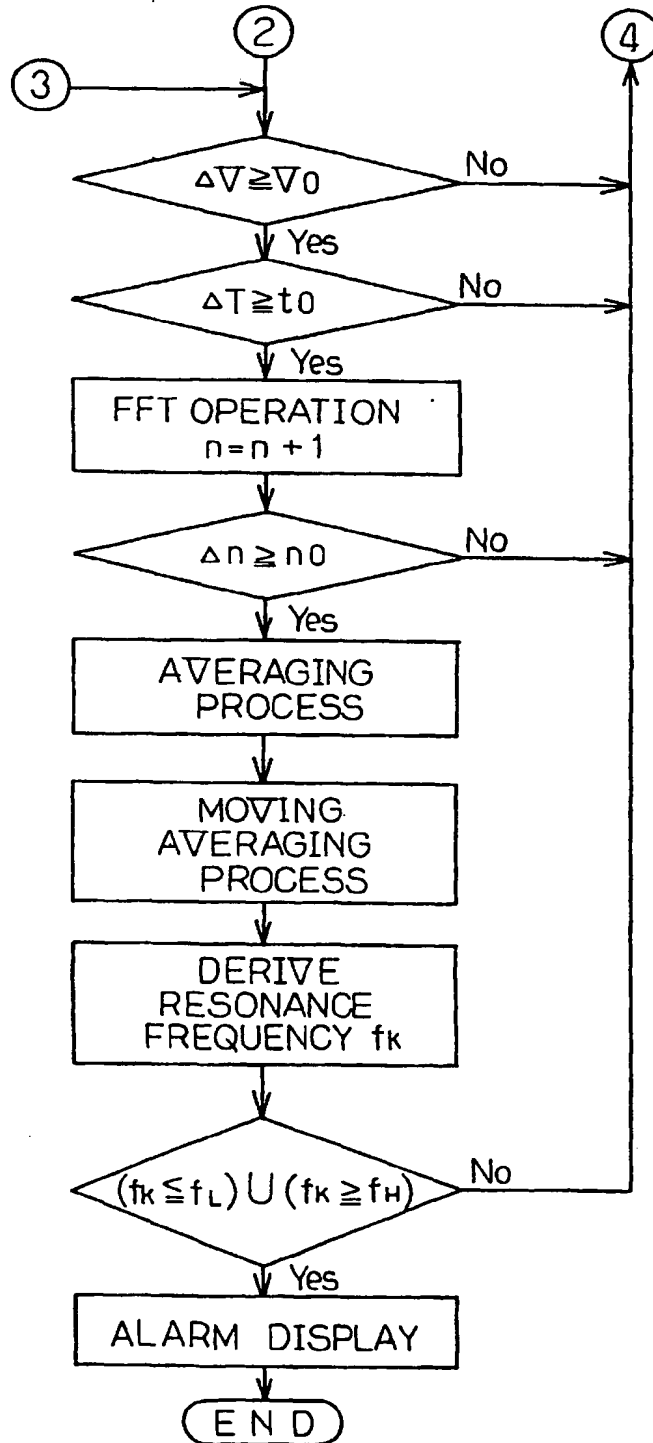 2
4
3
ΔV≧V0
No
Yes
ΔT≧t0
No
Yes
FFT OPERATION
n=n+1
Δn≧n0
No
Yes
AVERAGING
PROCESS
MOVING
AVERAGING
PROCESS
DERIVE
RESONANCE
FREQUENCY fK
(fK≦fL)∪(fK≧fH)
No
Yes
ALARM DISPLAY
END